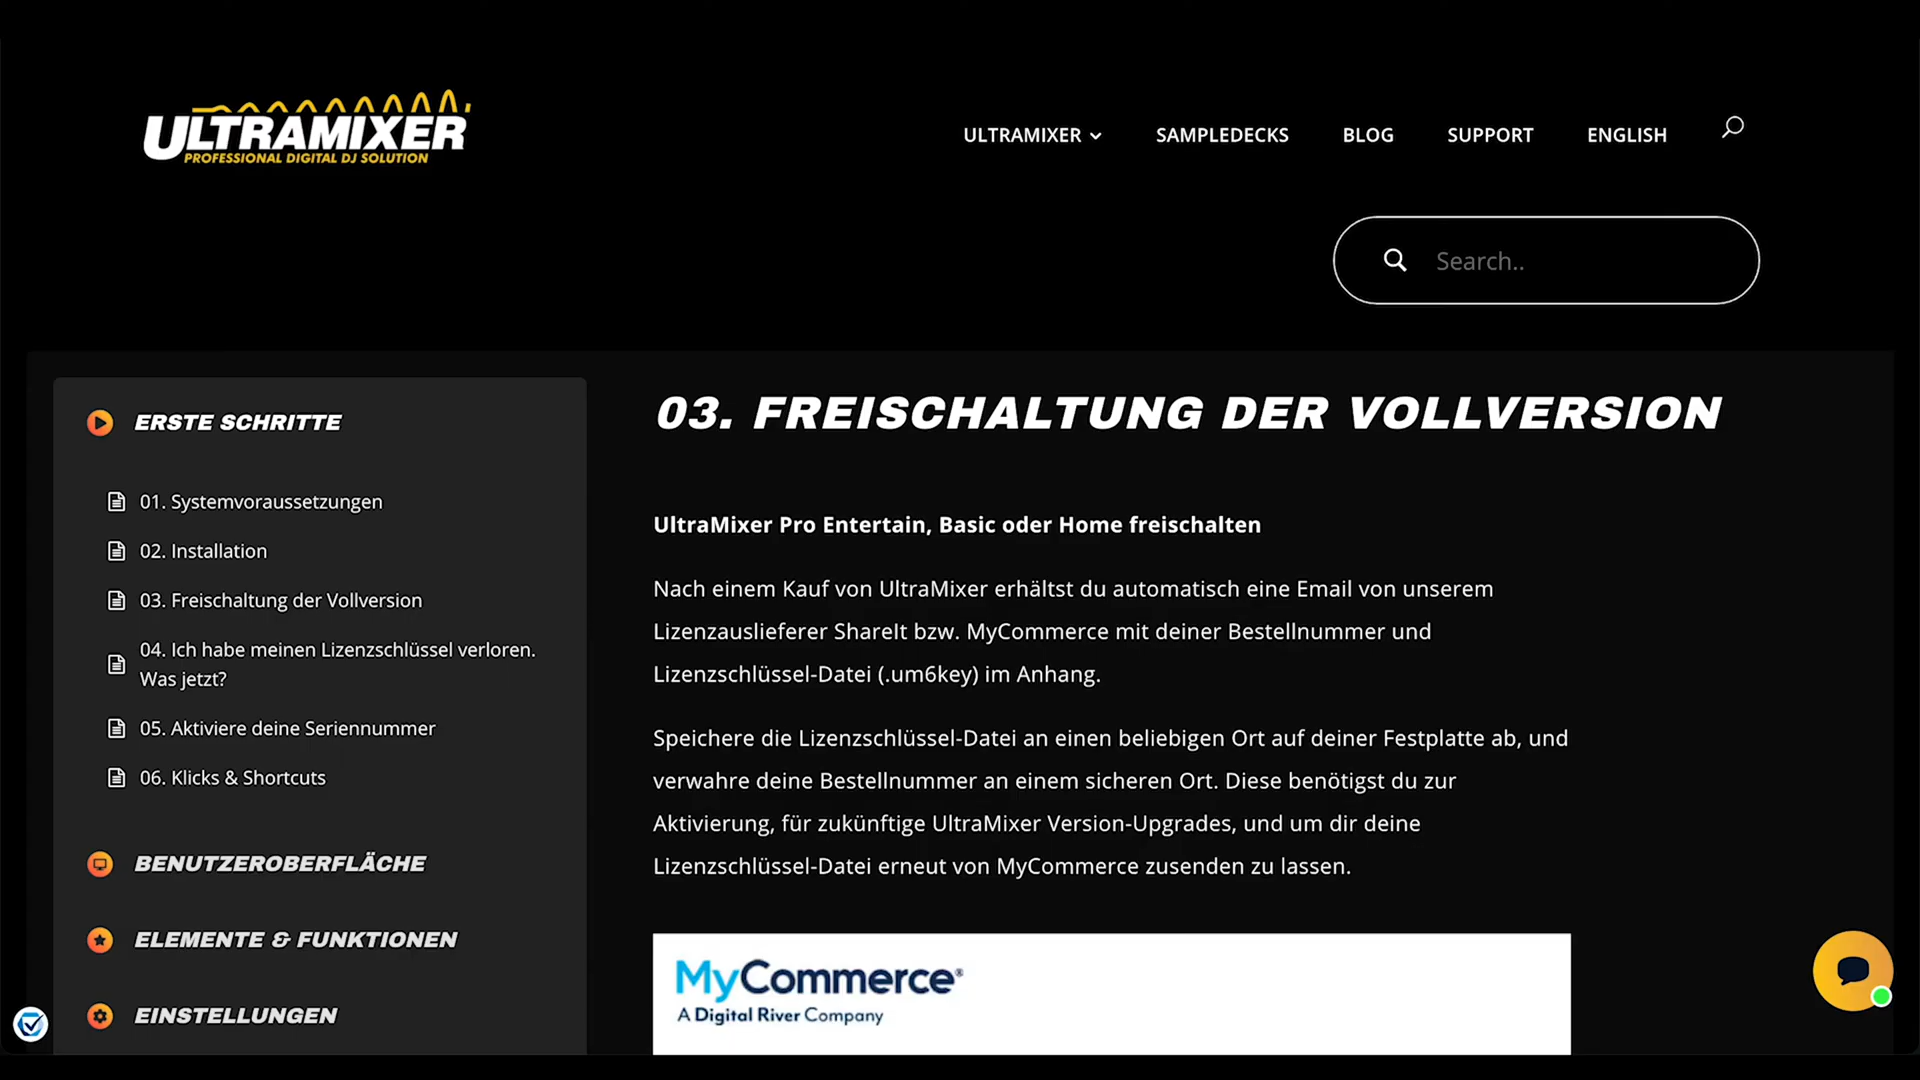 ULTRAMIXER
PROFESSIONAL DIGITAL DJ SOLUTION
ULTRAMIXER
SAMPLEDECKS
BLOG
SUPPORT
ENGLISH
Search..
ERSTE SCHRITTE
01. Systemvoraussetzungen
02. Installation
03. Freischaltung der Vollversion
04. Ich habe meinen Lizenzschlüssel verloren.
Was jetzt?
05. Aktiviere deine Seriennummer
06. Klicks & Shortcuts
BENUTZEROBERFLÄCHE
ELEMENTE & FUNKTIONEN
EINSTELLUNGEN
03. FREISCHALTUNG DER VOLLVERSION
UltraMixer Pro Entertain, Basic oder Home freischalten
Nach einem Kauf von UltraMixer erhältst du automatisch eine Email von unserem
Lizenzauslieferer ShareIt bzw. MyCommerce mit deiner Bestellnummer und
Lizenzschlüssel-Datei (.um6key) im Anhang.
Speichere die Lizenzschlüssel-Datei an einen beliebigen Ort auf deiner Festplatte ab, und
verwahre deine Bestellnummer an einem sicheren Ort. Diese benötigst du zur
Aktivierung, für zukünftige UltraMixer Version-Upgrades, und um dir deine
Lizenzschlüssel-Datei erneut von MyCommerce zusenden zu lassen.
MyCommerce®
A Digital River Company